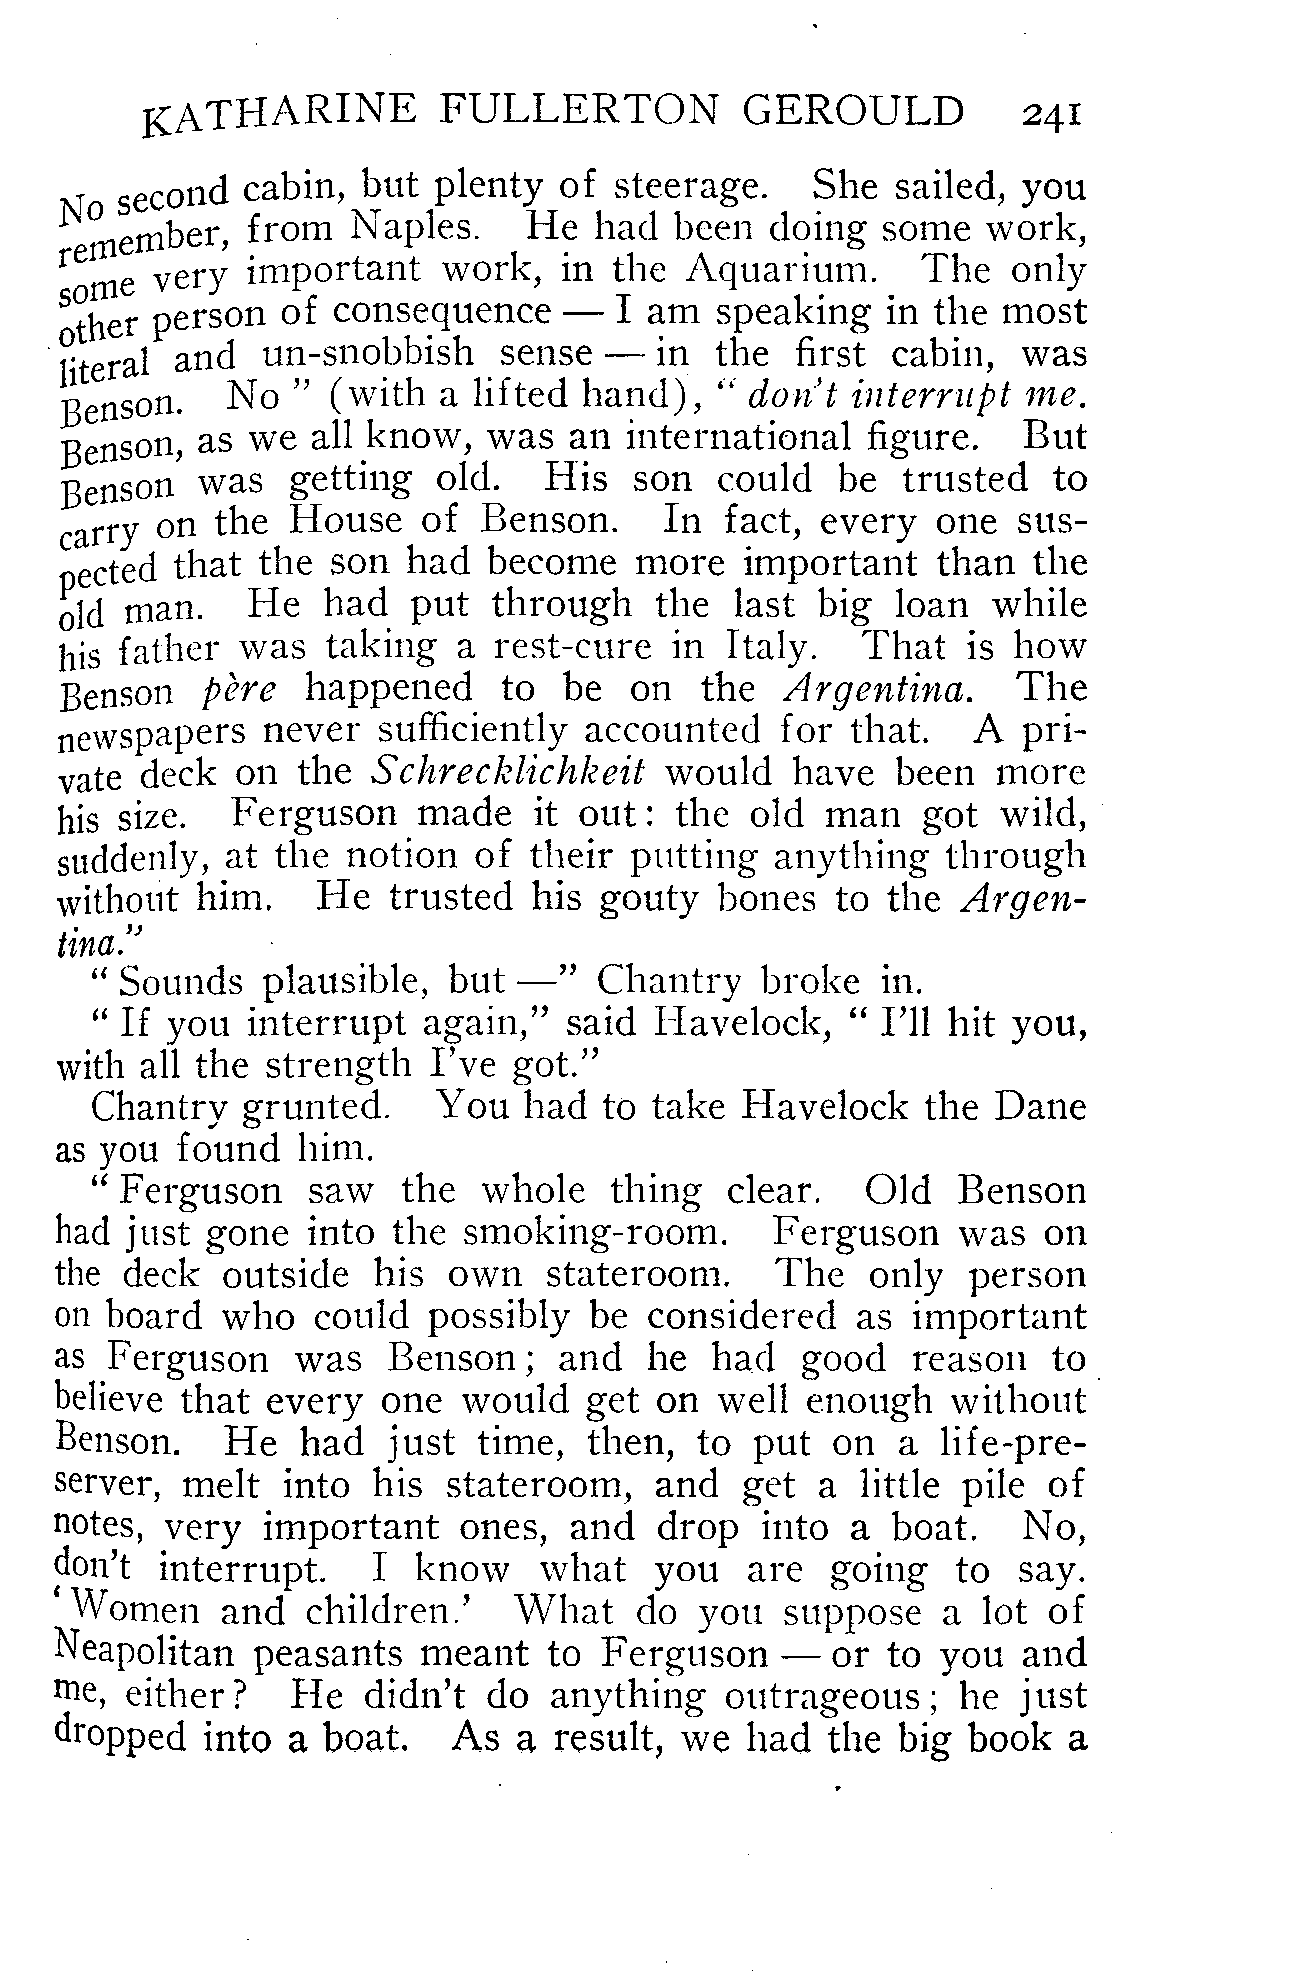 KATHARINE FULLERTON GEROULD 241
No second cabin, but plenty of steerage. She sailed, you
remember, from Naples. He had been doing some work,
some very important work, in the Aquarium. The only
other person of consequence — I am speaking in the most
literal and un-snobbish sense — in the first cabin, was
Benson. No ” (with a lifted hand), “ don't interrupt me.
Benson, as we all know, was an international figure. But
Benson was getting old. His son could be trusted to
carry on the House of Benson. In fact, every one sus-
pected that the son had become more important than the
old man. He had put through the last big loan while
his father was taking a rest-cure in Italy. That is how
Benson père happened to be on the Argentina. The
newspapers never sufficiently accounted for that. A pri-
vate deck on the Schrecklichkeit would have been more
his size. Ferguson made it out: the old man got wild,
suddenly, at the notion of their putting anything through
without him. He trusted his gouty bones to the Argen-
tina.”
“ Sounds plausible, but —” Chantry broke in.
“ If you interrupt again,” said Havelock, “ I'll hit you,
with all the strength I've got.”
Chantry grunted. You had to take Havelock the Dane
as you found him.
“ Ferguson saw the whole thing clear. Old Benson
had just gone into the smoking-room. Ferguson was on
the deck outside his own stateroom. The only person
on board who could possibly be considered as important
as Ferguson was Benson; and he had good reason to
believe that every one would get on well enough without
Benson. He had just time, then, to put on a life-pre-
server, melt into his stateroom, and get a little pile of
notes, very important ones, and drop into a boat. No,
don't interrupt. I know what you are going to say.
‘ Women and children.’ What do you suppose a lot of
Neapolitan peasants meant to Ferguson — or to you and
me, either? He didn't do anything outrageous; he just
dropped into a boat. As a result, we had the big book a